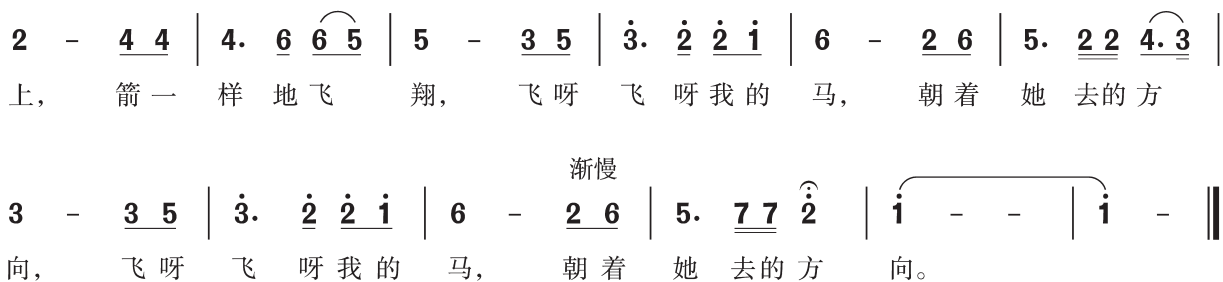 2 - 4 4 | 4. 6 6 5 | 5 - 3 5 | 3. 2 2 1 | 6 - 2 6 | 5. 2 2 4. 3 |
上， 箭 一 样 地 飞 翔， 飞 呀 飞 呀 我 的 马， 朝 着 她 去 的 方
渐慢
3 - 3 5 | 3. 2 2 1 | 6 - 2 6 | 5. 7 7 2 | 1 - - | 1 - ‖
向， 飞 呀 飞 呀 我 的 马， 朝 着 她 去 的 方 向。